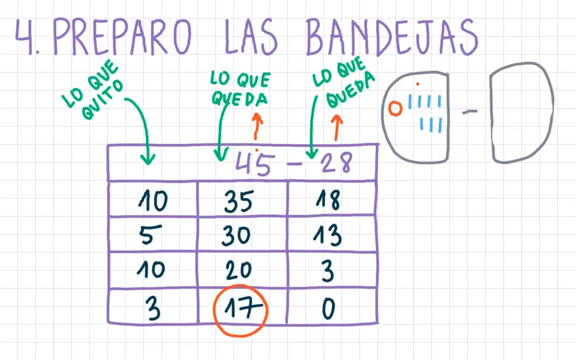 4. PREPARO LAS BANDEJAS
LO QUE QUITO
LO QUE QUEDA
LO QUE QUEDA
45 - 28
10 35 18
5 30 13
10 20 3
3 17 0